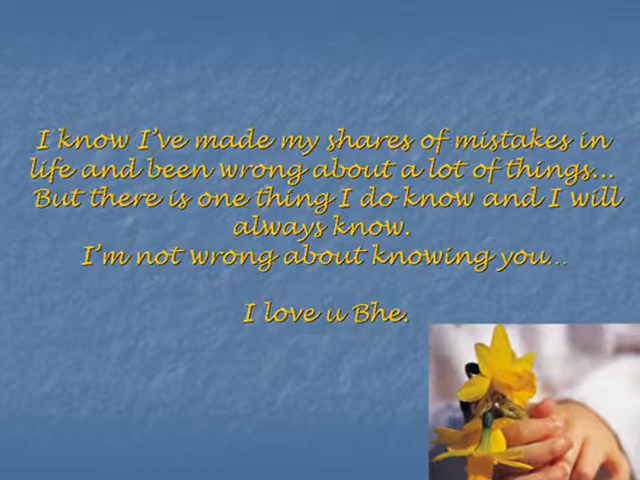 I know I've made my shares of mistakes in
life and been wrong about a lot of things...
But there is one thing I do know and I will
always know.
I'm not wrong about knowing you...
I love u Bhe.